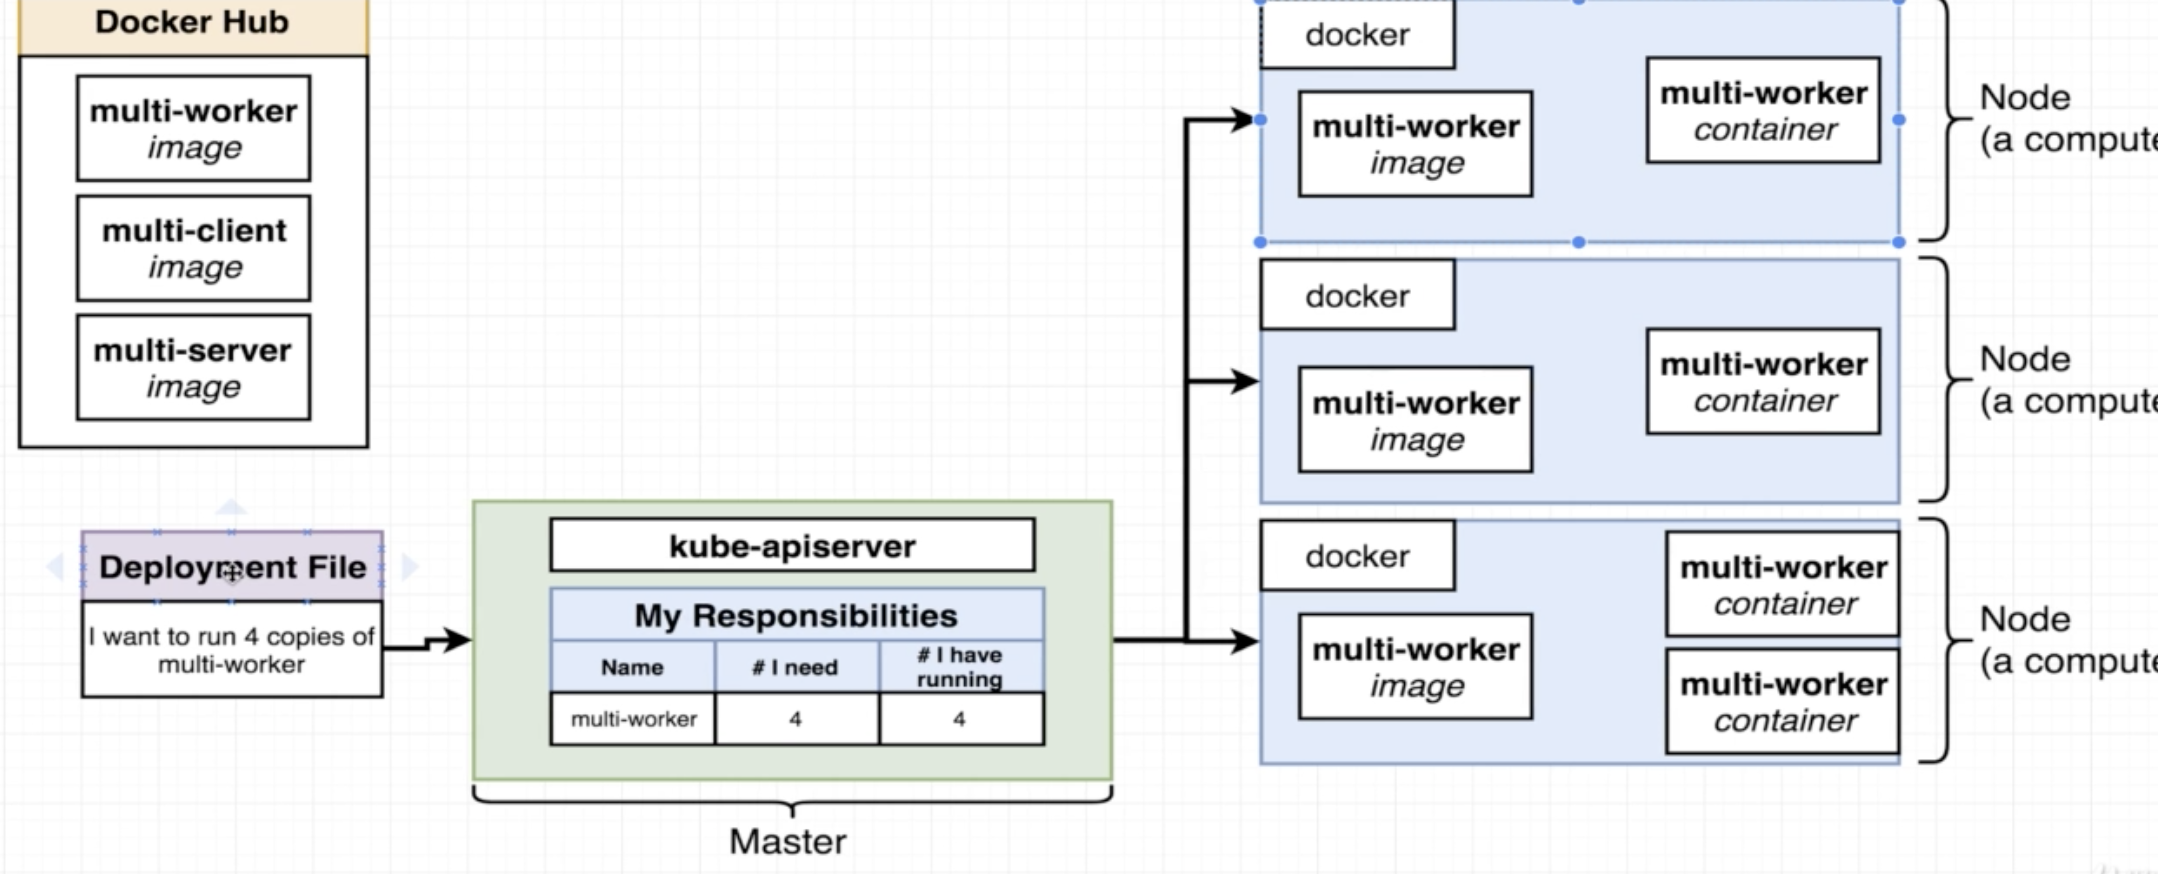 Docker Hub
multi-worker
image
multi-client
image
multi-server
image
Deployment File
I want to run 4 copies of
multi-worker
kube-apiserver
My Responsibilities
Name
# I need
# I have
running
multi-worker
4
4
Master
docker
multi-worker
image
multi-worker
container
Node
(a compute
docker
multi-worker
image
multi-worker
container
Node
(a compute
docker
multi-worker
image
multi-worker
container
multi-worker
container
Node
(a compute